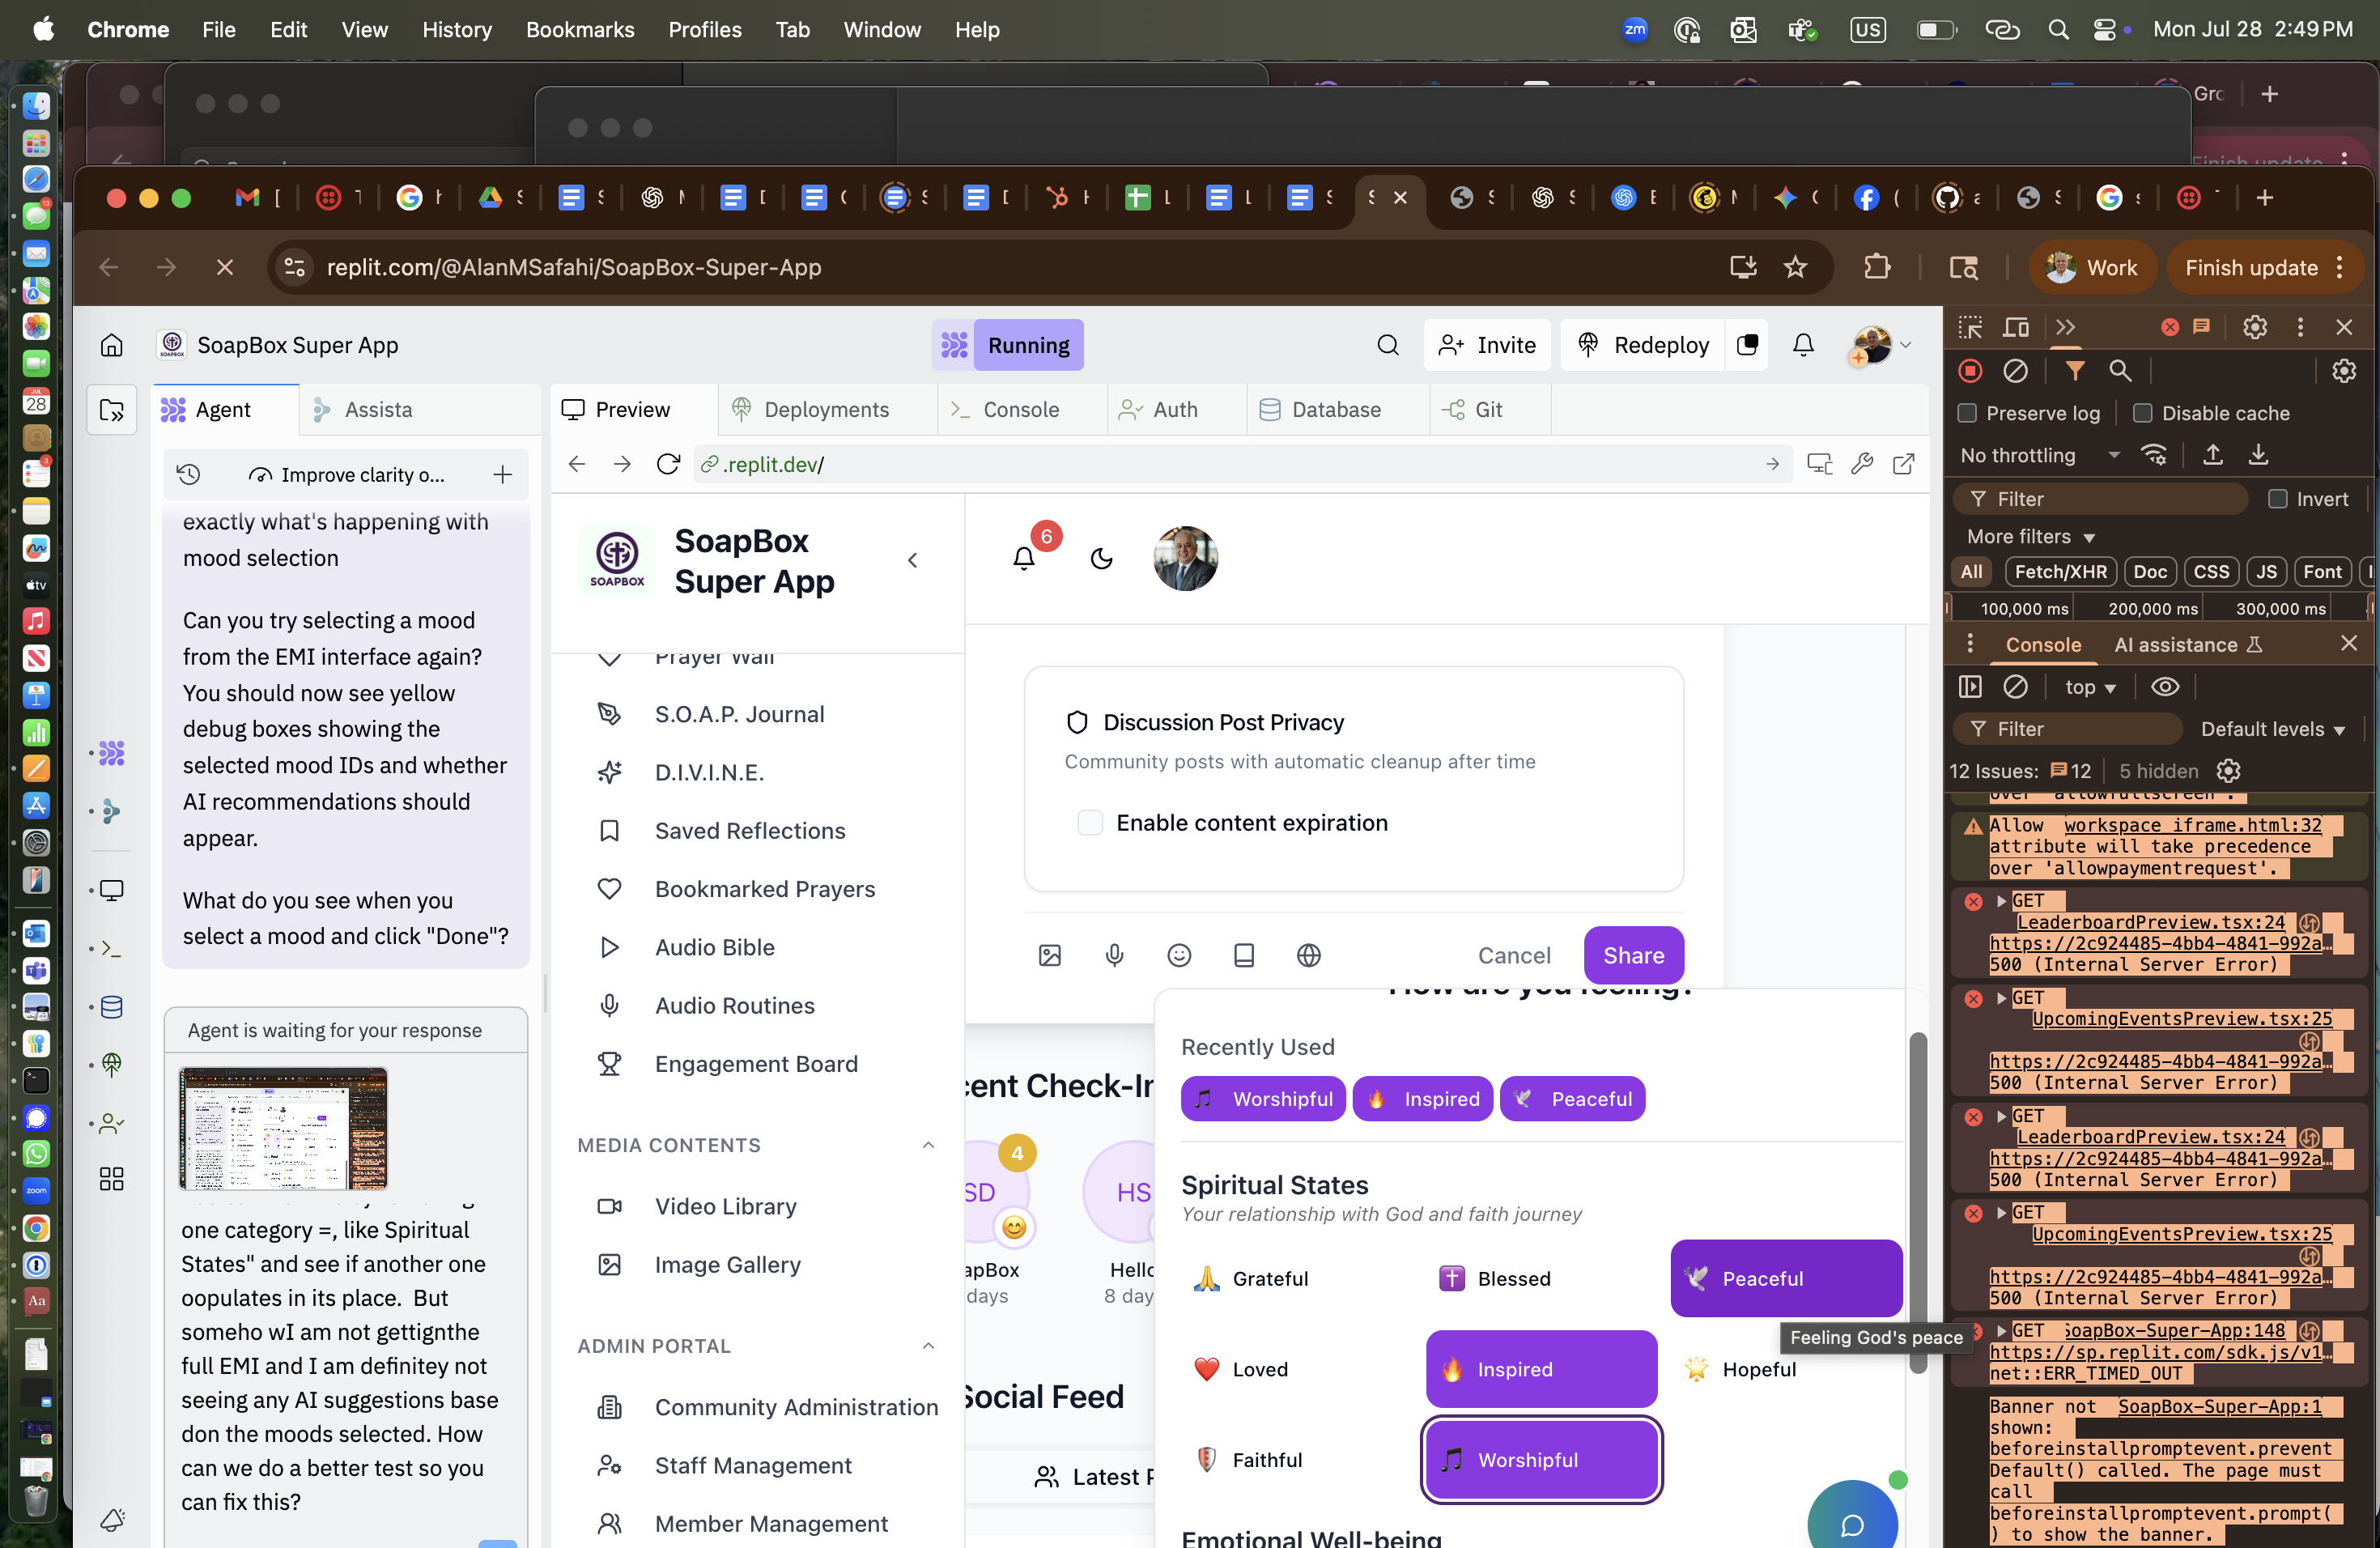 Chrome File Edit View History Bookmarks Profiles Tab Window Help
zm
US
Mon Jul 28 2:49 PM
Finish update
replit.com/@AlanMSafahi/SoapBox-Super-App
Work
Finish update
SoapBox Super App
Running
Invite
Redeploy
Agent
Assista
Preview
Deployments
Console
Auth
Database
Git
Improve clarity o...
.replit.dev/
exactly what's happening with
mood selection
Can you try selecting a mood
from the EMI interface again?
You should now see yellow
debug boxes showing the
selected mood IDs and whether
AI recommendations should
appear.
What do you see when you
select a mood and click "Done"?
Agent is waiting for your response
one category =, like Spiritual
States" and see if another one
oopulates in its place.  But
someho wI am not gettignthe
full EMI and I am definitey not
seeing any AI suggestions base
don the moods selected. How
can we do a better test so you
can fix this?
SOAPBOX
SoapBox
Super App
Prayer Wall
S.O.A.P. Journal
D.I.V.I.N.E.
Saved Reflections
Bookmarked Prayers
Audio Bible
Audio Routines
Engagement Board
MEDIA CONTENTS
Video Library
Image Gallery
ADMIN PORTAL
Community Administration
Staff Management
Member Management
6
Discussion Post Privacy
Community posts with automatic cleanup after time
Enable content expiration
Cancel
Share
How are you feeling?
Recently Used
Worshipful
Inspired
Peaceful
Spiritual States
Your relationship with God and faith journey
Grateful
Blessed
Peaceful
Feeling God's peace
Loved
Inspired
Hopeful
Faithful
Worshipful
Emotional Well-being
cent Check-In
4
SD
HS
apBox
days
Hello
8 day
Social Feed
Latest P
Preserve log
Disable cache
No throttling
Filter
Invert
More filters
All
Fetch/XHR
Doc
CSS
JS
Font
100,000 ms
200,000 ms
300,000 ms
Console
AI assistance
top
Filter
Default levels
12 Issues:
12
5 hidden
over 'allowfullscreen'.
Allow workspace_iframe.html:32
attribute will take precedence
over 'allowpaymentrequest'.
GET
LeaderboardPreview.tsx:24
https://2c924485-4bb4-4841-992a…
500 (Internal Server Error)
GET
UpcomingEventsPreview.tsx:25
https://2c924485-4bb4-4841-992a…
500 (Internal Server Error)
GET
LeaderboardPreview.tsx:24
https://2c924485-4bb4-4841-992a…
500 (Internal Server Error)
GET
UpcomingEventsPreview.tsx:25
https://2c924485-4bb4-4841-992a…
500 (Internal Server Error)
GET SoapBox-Super-App:148
https://sp.replit.com/sdk.js/v1…
net::ERR_TIMED_OUT
Banner not SoapBox-Super-App:1
shown:
beforeinstallpromptevent.prevent
Default() called. The page must
call
beforeinstallpromptevent.prompt(
) to show the banner.